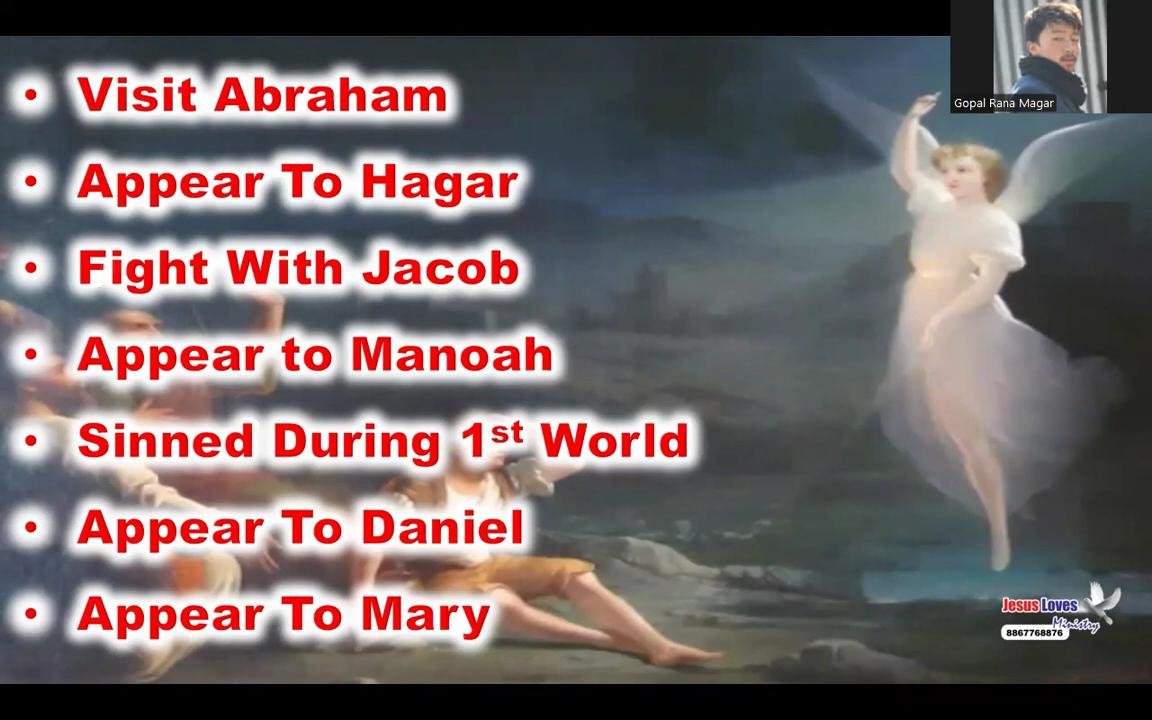 Gopal Rana Magar
• Visit Abraham
• Appear To Hagar
• Fight With Jacob
• Appear to Manoah
• Sinned During 1st World
• Appear To Daniel
• Appear To Mary
Jesus Loves
Ministry
8867768876